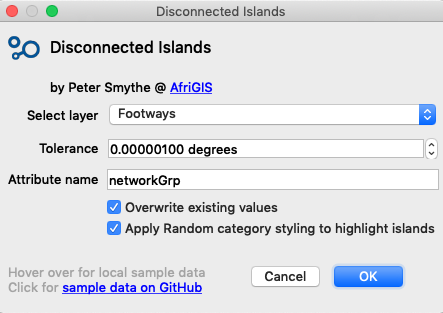 Disconnected Islands
Disconnected Islands
by Peter Smythe @ AfriGIS
Select layer Footways
Tolerance 0.00000100 degrees
Attribute name networkGrp
Overwrite existing values
Apply Random category styling to highlight islands
Hover over for local sample data
Click for sample data on GitHub
Cancel OK